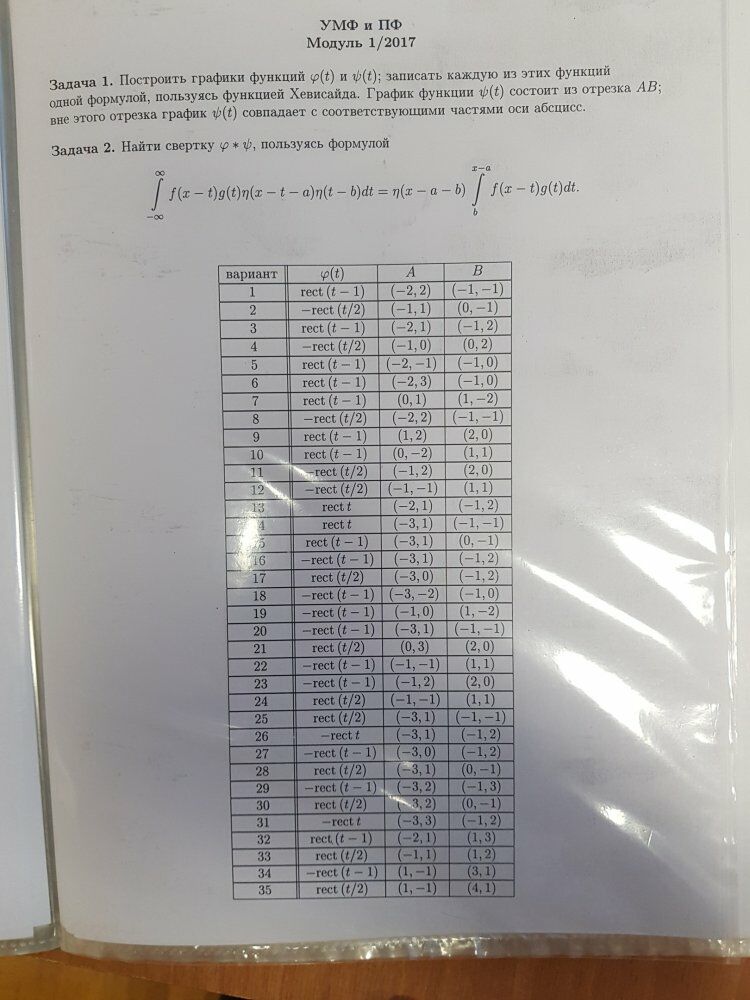 УМФ и ПФ
Модуль 1/2017
Задача 1. Построить графики функций φ(t) и ψ(t); записать каждую из этих функций
одной формулой, пользуясь функцией Хевисайда. График функции ψ(t) состоит из отрезка AB;
вне этого отрезка график ψ(t) совпадает с соответствующими частями оси абсцисс.
Задача 2. Найти свертку φ ∗ ψ, пользуясь формулой
∫_{−∞}^{∞} f(x − t)g(t)η(x − t − a)η(t − b)dt = η(x − a − b) ∫_{b}^{x−a} f(x − t)g(t)dt.
вариант φ(t) A B
1 rect (t − 1) (−2, 2) (−1, −1)
2 −rect (t/2) (−1, 1) (0, −1)
3 rect (t − 1) (−2, 1) (−1, 2)
4 −rect (t/2) (−1, 0) (0, 2)
5 rect (t − 1) (−2, −1) (−1, 0)
6 rect (t − 1) (−2, 3) (−1, 0)
7 rect (t − 1) (0, 1) (1, −2)
8 −rect (t/2) (−2, 2) (−1, −1)
9 rect (t − 1) (1, 2) (2, 0)
10 rect (t − 1) (0, −2) (1, 1)
11 −rect (t/2) (−1, 2) (2, 0)
12 −rect (t/2) (−1, −1) (1, 1)
13 rect t (−2, 1) (−1, 2)
14 rect t (−3, 1) (−1, −1)
15 rect (t − 1) (−3, 1) (0, −1)
16 −rect (t − 1) (−3, 1) (−1, 2)
17 rect (t/2) (−3, 0) (−1, 2)
18 −rect (t − 1) (−3, −2) (−1, 0)
19 −rect (t − 1) (−1, 0) (1, −2)
20 −rect (t − 1) (−3, 1) (−1, −1)
21 rect (t/2) (0, 3) (2, 0)
22 −rect (t − 1) (−1, −1) (1, 1)
23 −rect (t − 1) (−1, 2) (2, 0)
24 rect (t/2) (−1, −1) (1, 1)
25 rect (t/2) (−3, 1) (−1, −1)
26 −rect t (−3, 1) (−1, 2)
27 −rect (t − 1) (−3, 0) (−1, 2)
28 rect (t/2) (−3, 1) (0, −1)
29 −rect (t − 1) (−3, 2) (−1, 3)
30 rect (t/2) (−3, 2) (0, −1)
31 −rect t (−3, 3) (−1, 2)
32 rect (t − 1) (−2, 1) (1, 3)
33 rect (t/2) (−1, 1) (1, 2)
34 −rect (t − 1) (1, −1) (3, 1)
35 rect (t/2) (1, −1) (4, 1)